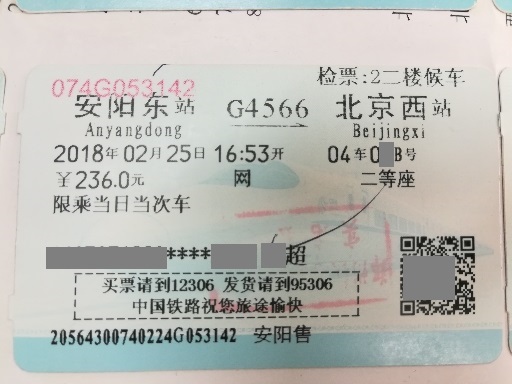 074G053142 检票:2二楼候车
安阳东站 G4566 北京西站
Anyangdong Beijingxi
2018年02月25日16:53开 04车0 B号
￥236.0元 网 二等座
限乘当日当次车
**** 超
买票请到12306 发货请到95306
中国铁路祝您旅途愉快
20564300740224G053142 安阳售